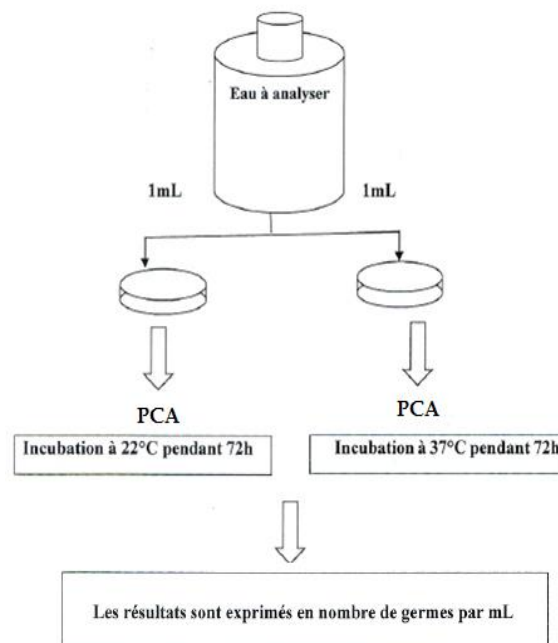 Eau à analyser
1mL 1mL
PCA PCA
Incubation à 22°C pendant 72h Incubation à 37°C pendant 72h
Les résultats sont exprimés en nombre de germes par mL